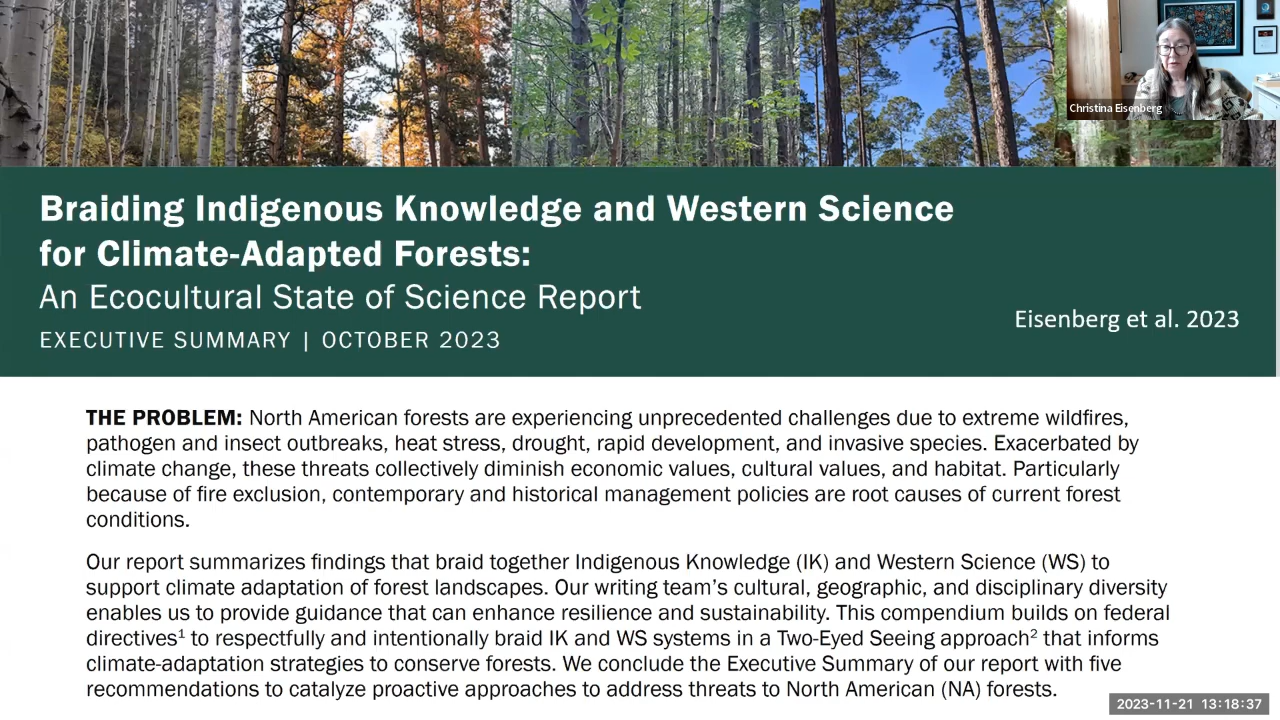 Christina Eisenberg
Braiding Indigenous Knowledge and Western Science
for Climate-Adapted Forests:
An Ecocultural State of Science Report
Eisenberg et al. 2023
EXECUTIVE SUMMARY | OCTOBER 2023
THE PROBLEM: North American forests are experiencing unprecedented challenges due to extreme wildfires,
pathogen and insect outbreaks, heat stress, drought, rapid development, and invasive species. Exacerbated by
climate change, these threats collectively diminish economic values, cultural values, and habitat. Particularly
because of fire exclusion, contemporary and historical management policies are root causes of current forest
conditions.
Our report summarizes findings that braid together Indigenous Knowledge (IK) and Western Science (WS) to
support climate adaptation of forest landscapes. Our writing team’s cultural, geographic, and disciplinary diversity
enables us to provide guidance that can enhance resilience and sustainability. This compendium builds on federal
directives¹ to respectfully and intentionally braid IK and WS systems in a Two-Eyed Seeing approach² that informs
climate-adaptation strategies to conserve forests. We conclude the Executive Summary of our report with five
recommendations to catalyze proactive approaches to address threats to North American (NA) forests.
2023-11-21 13:18:37